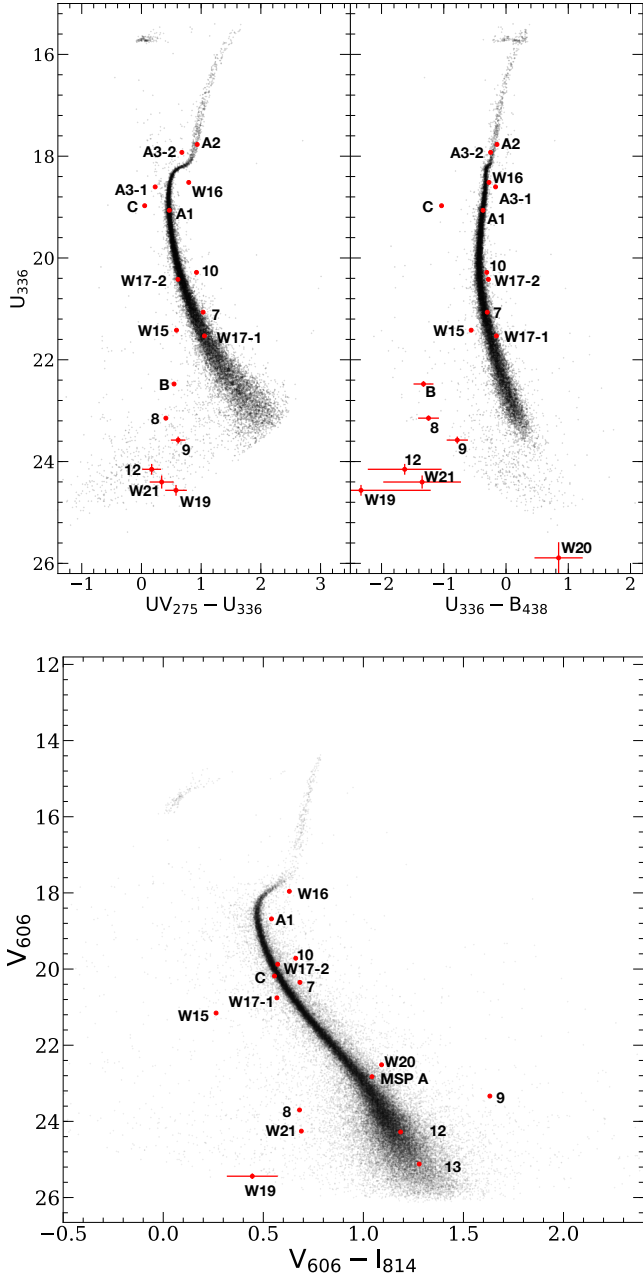 16
18
20
22
24
26
U336
A2
A3-2
W16
A3-1
C
A1
10
W17-2
7
W15
W17-1
B
8
9
12
W21
W19
−1 0 1 2 3
UV275 − U336
A2
A3-2
W16
A3-1
C
A1
10
W17-2
7
W15
W17-1
B
8
9
12
W21
W19
W20
−2 −1 0 1 2
U336 − B438
12
14
16
18
20
22
24
26
V606
W16
A1
10
W17-2
C
7
W17-1
W15
W20
MSP A
9
8
W21
12
13
W19
−0.5 0.0 0.5 1.0 1.5 2.0
V606 − I814